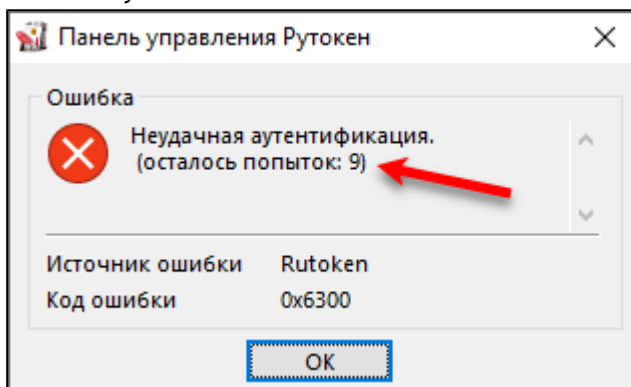 Панель управления Рутокен
Ошибка
Неудачная аутентификация.
(осталось попыток: 9)
Источник ошибки Rutoken
Код ошибки 0x6300
OK